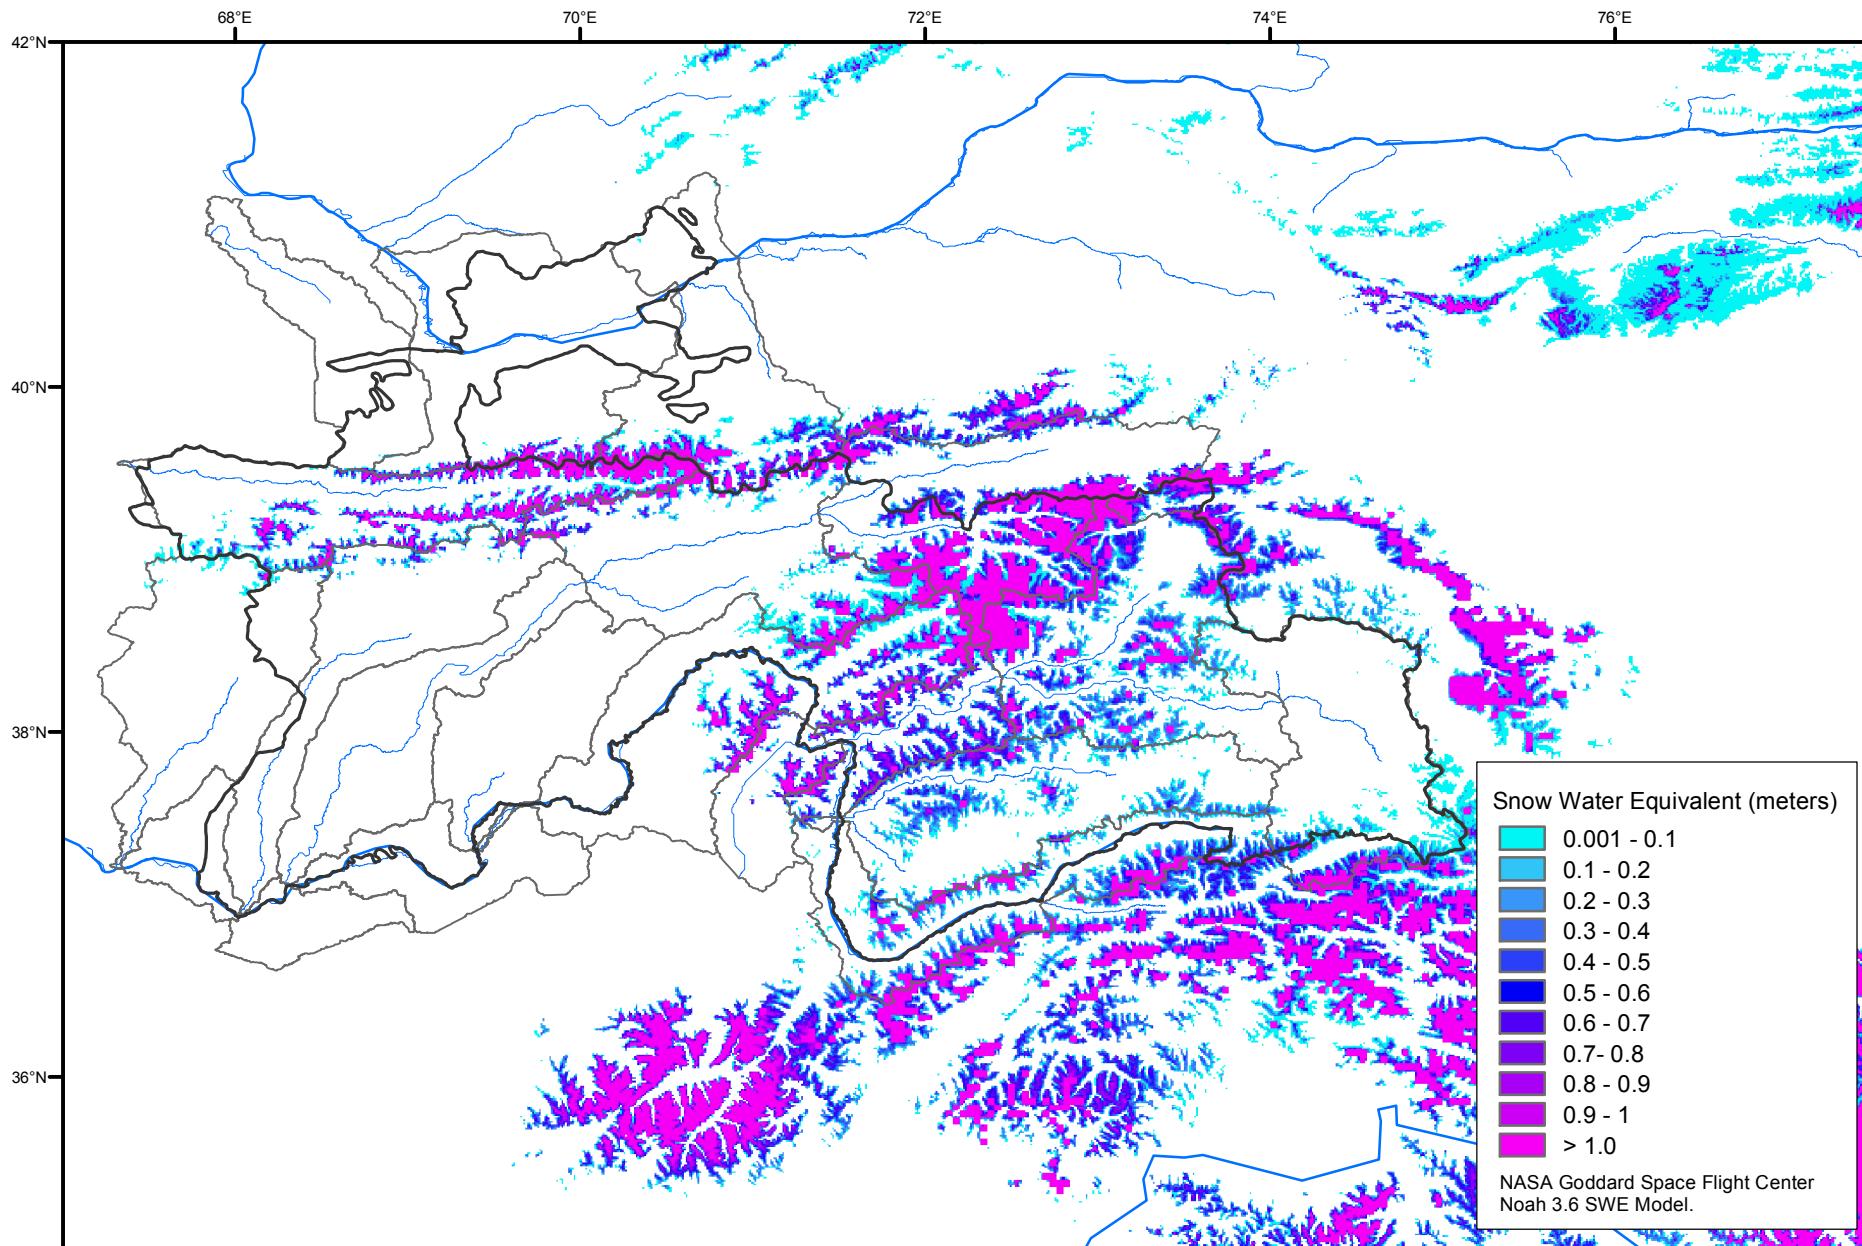 68°E 70°E 72°E 74°E 76°E
42°N
40°N
38°N
36°N
Snow Water Equivalent (meters)
0.001 - 0.1
0.1 - 0.2
0.2 - 0.3
0.3 - 0.4
0.4 - 0.5
0.5 - 0.6
0.6 - 0.7
0.7- 0.8
0.8 - 0.9
0.9 - 1
> 1.0
NASA Goddard Space Flight Center
Noah 3.6 SWE Model.